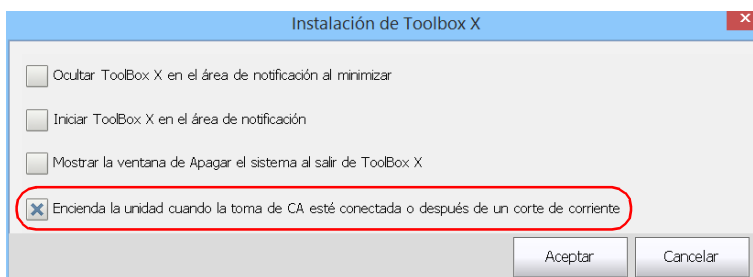 Instalación de Toolbox X
Ocultar ToolBox X en el área de notificación al minimizar
Iniciar ToolBox X en el área de notificación
Mostrar la ventana de Apagar el sistema al salir de ToolBox X
Encienda la unidad cuando la toma de CA esté conectada o después de un corte de corriente
Aceptar Cancelar